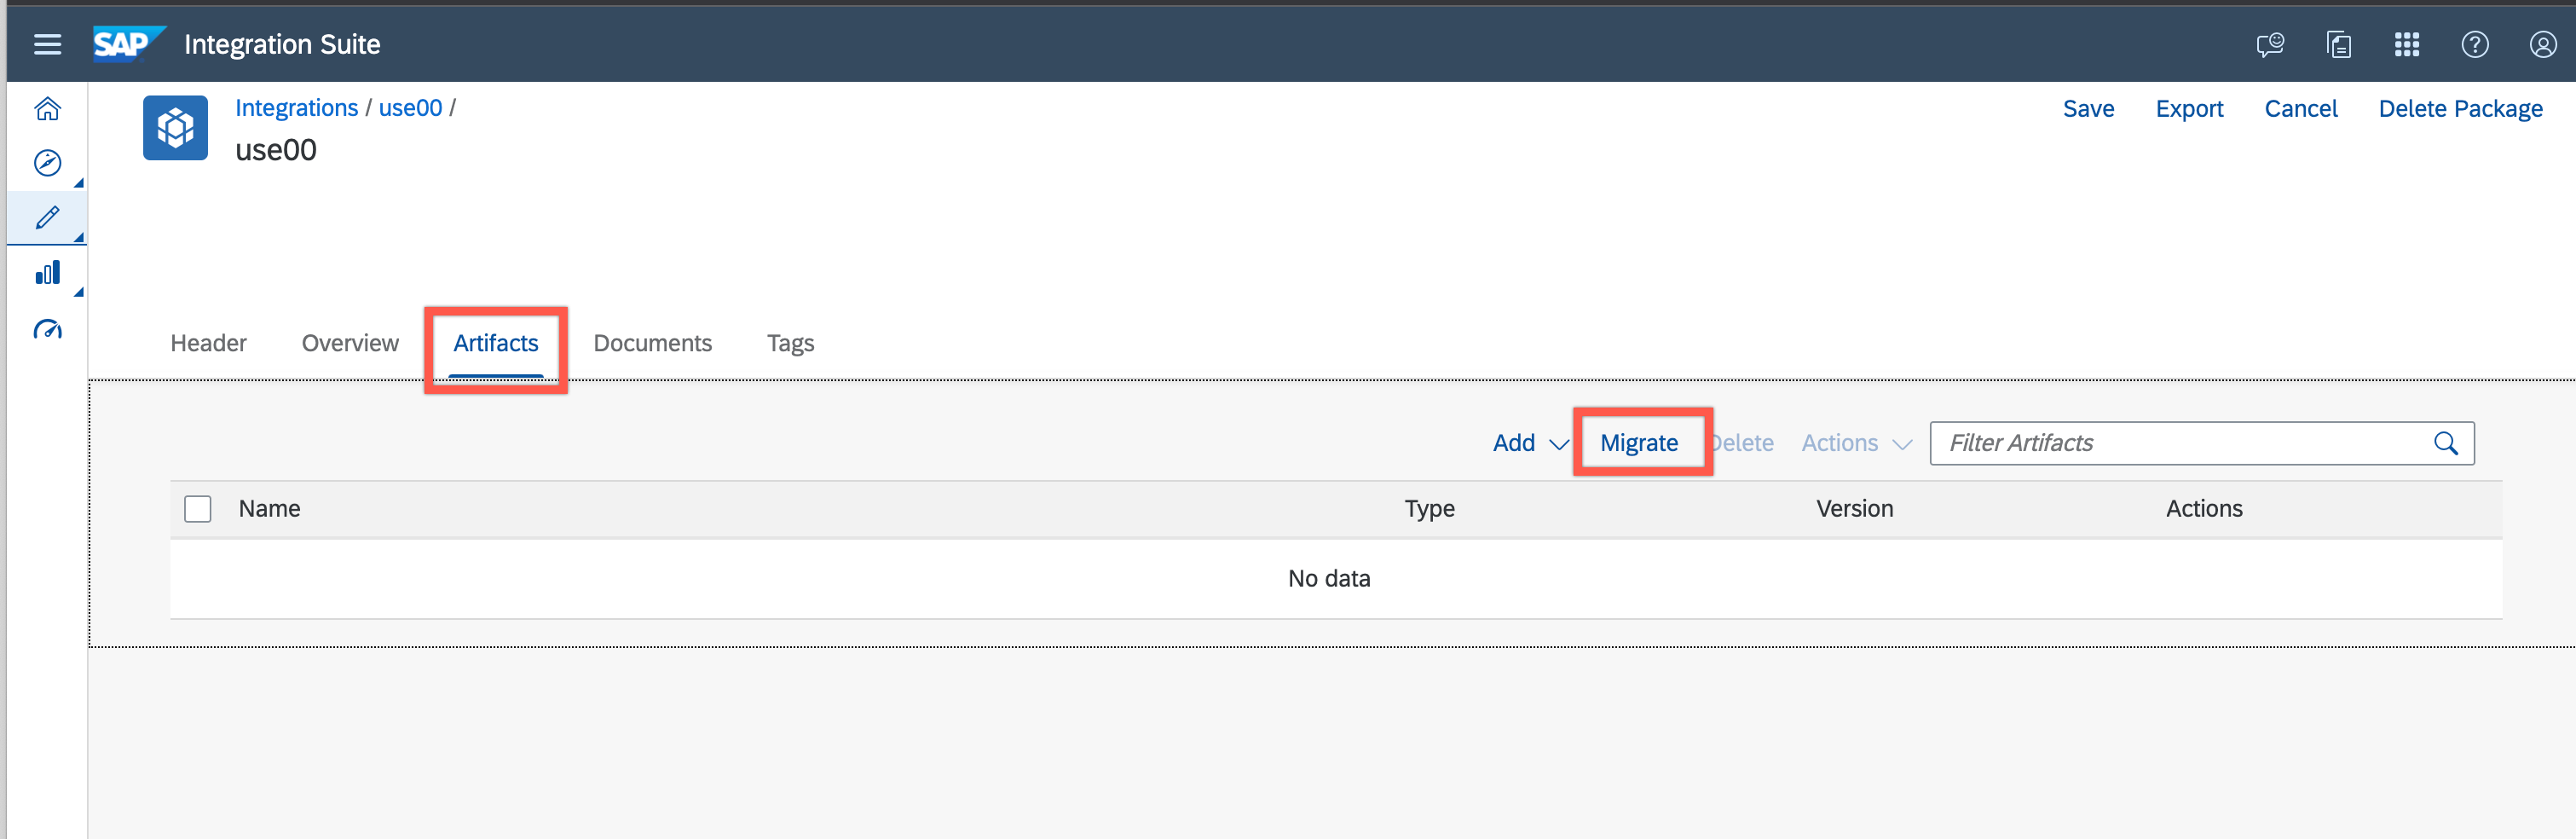 SAP Integration Suite
Integrations / use00 /
use00
Save Export Cancel Delete Package
Header Overview Artifacts Documents Tags
Add Migrate Delete Actions Filter Artifacts
Name Type Version Actions
No data